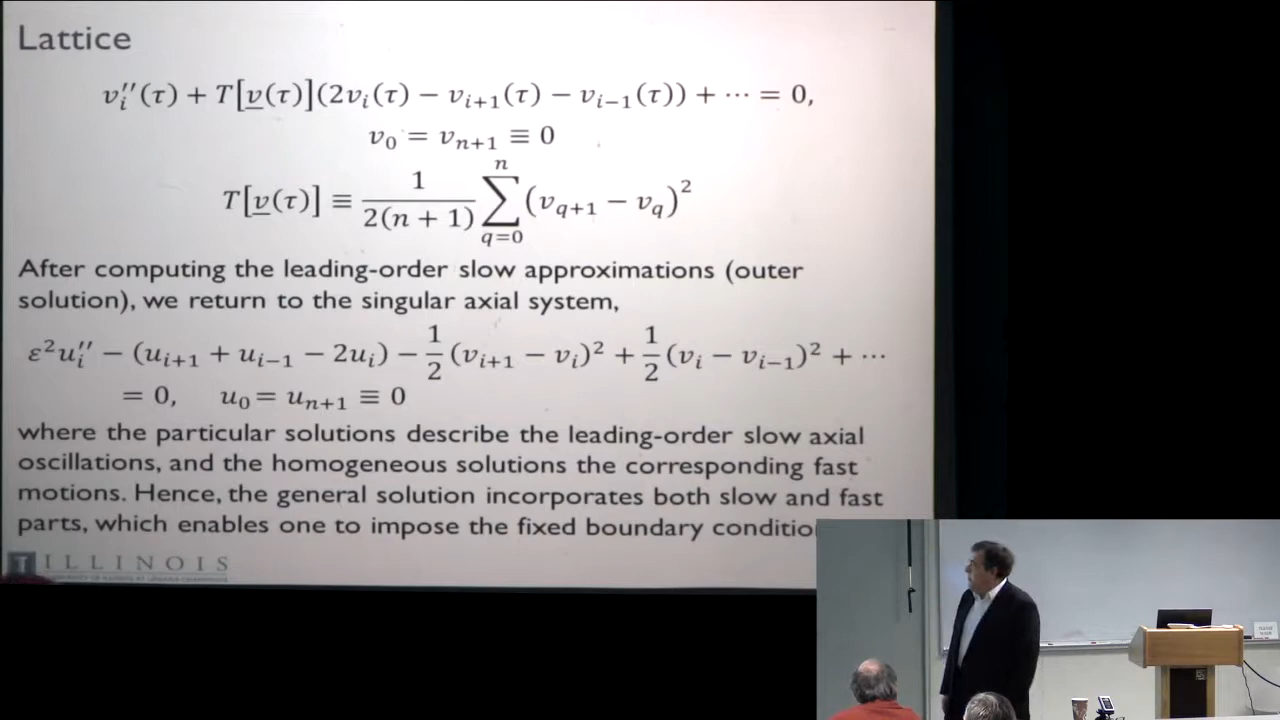 Lattice
v_i''(τ) + T[v(τ)](2v_i(τ) − v_{i+1}(τ) − v_{i−1}(τ)) + ⋯ = 0,
v_0 = v_{n+1} ≡ 0
T[v(τ)] ≡ 1/(2(n + 1)) ∑_{q=0}^{n} (v_{q+1} − v_q)^2
After computing the leading-order slow approximations (outer
solution), we return to the singular axial system,
ε^2 u_i'' − (u_{i+1} + u_{i−1} − 2u_i) − 1/2 (v_{i+1} − v_i)^2 + 1/2 (v_i − v_{i−1})^2 + ⋯
= 0, u_0 = u_{n+1} ≡ 0
where the particular solutions describe the leading-order slow axial
oscillations, and the homogeneous solutions the corresponding fast
motions. Hence, the general solution incorporates both slow and fast
parts, which enables one to impose the fixed boundary conditio
ILLINOIS